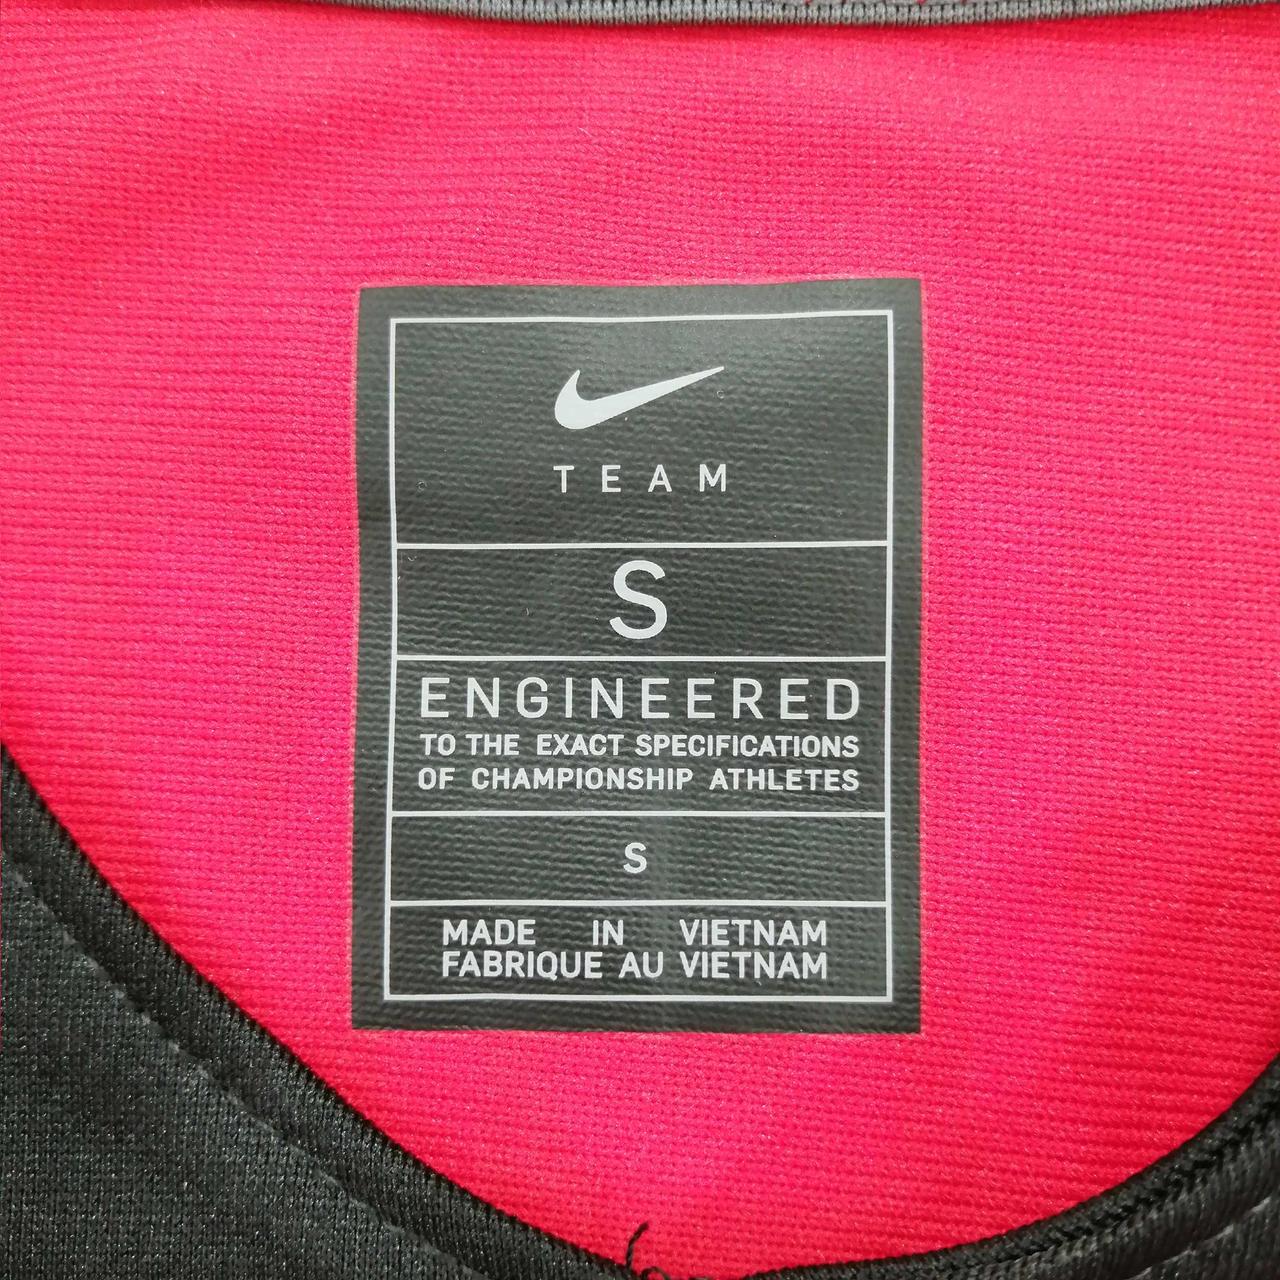 TEAM
S
ENGINEERED
TO THE EXACT SPECIFICATIONS
OF CHAMPIONSHIP ATHLETES
S
MADE IN VIETNAM
FABRIQUE AU VIETNAM